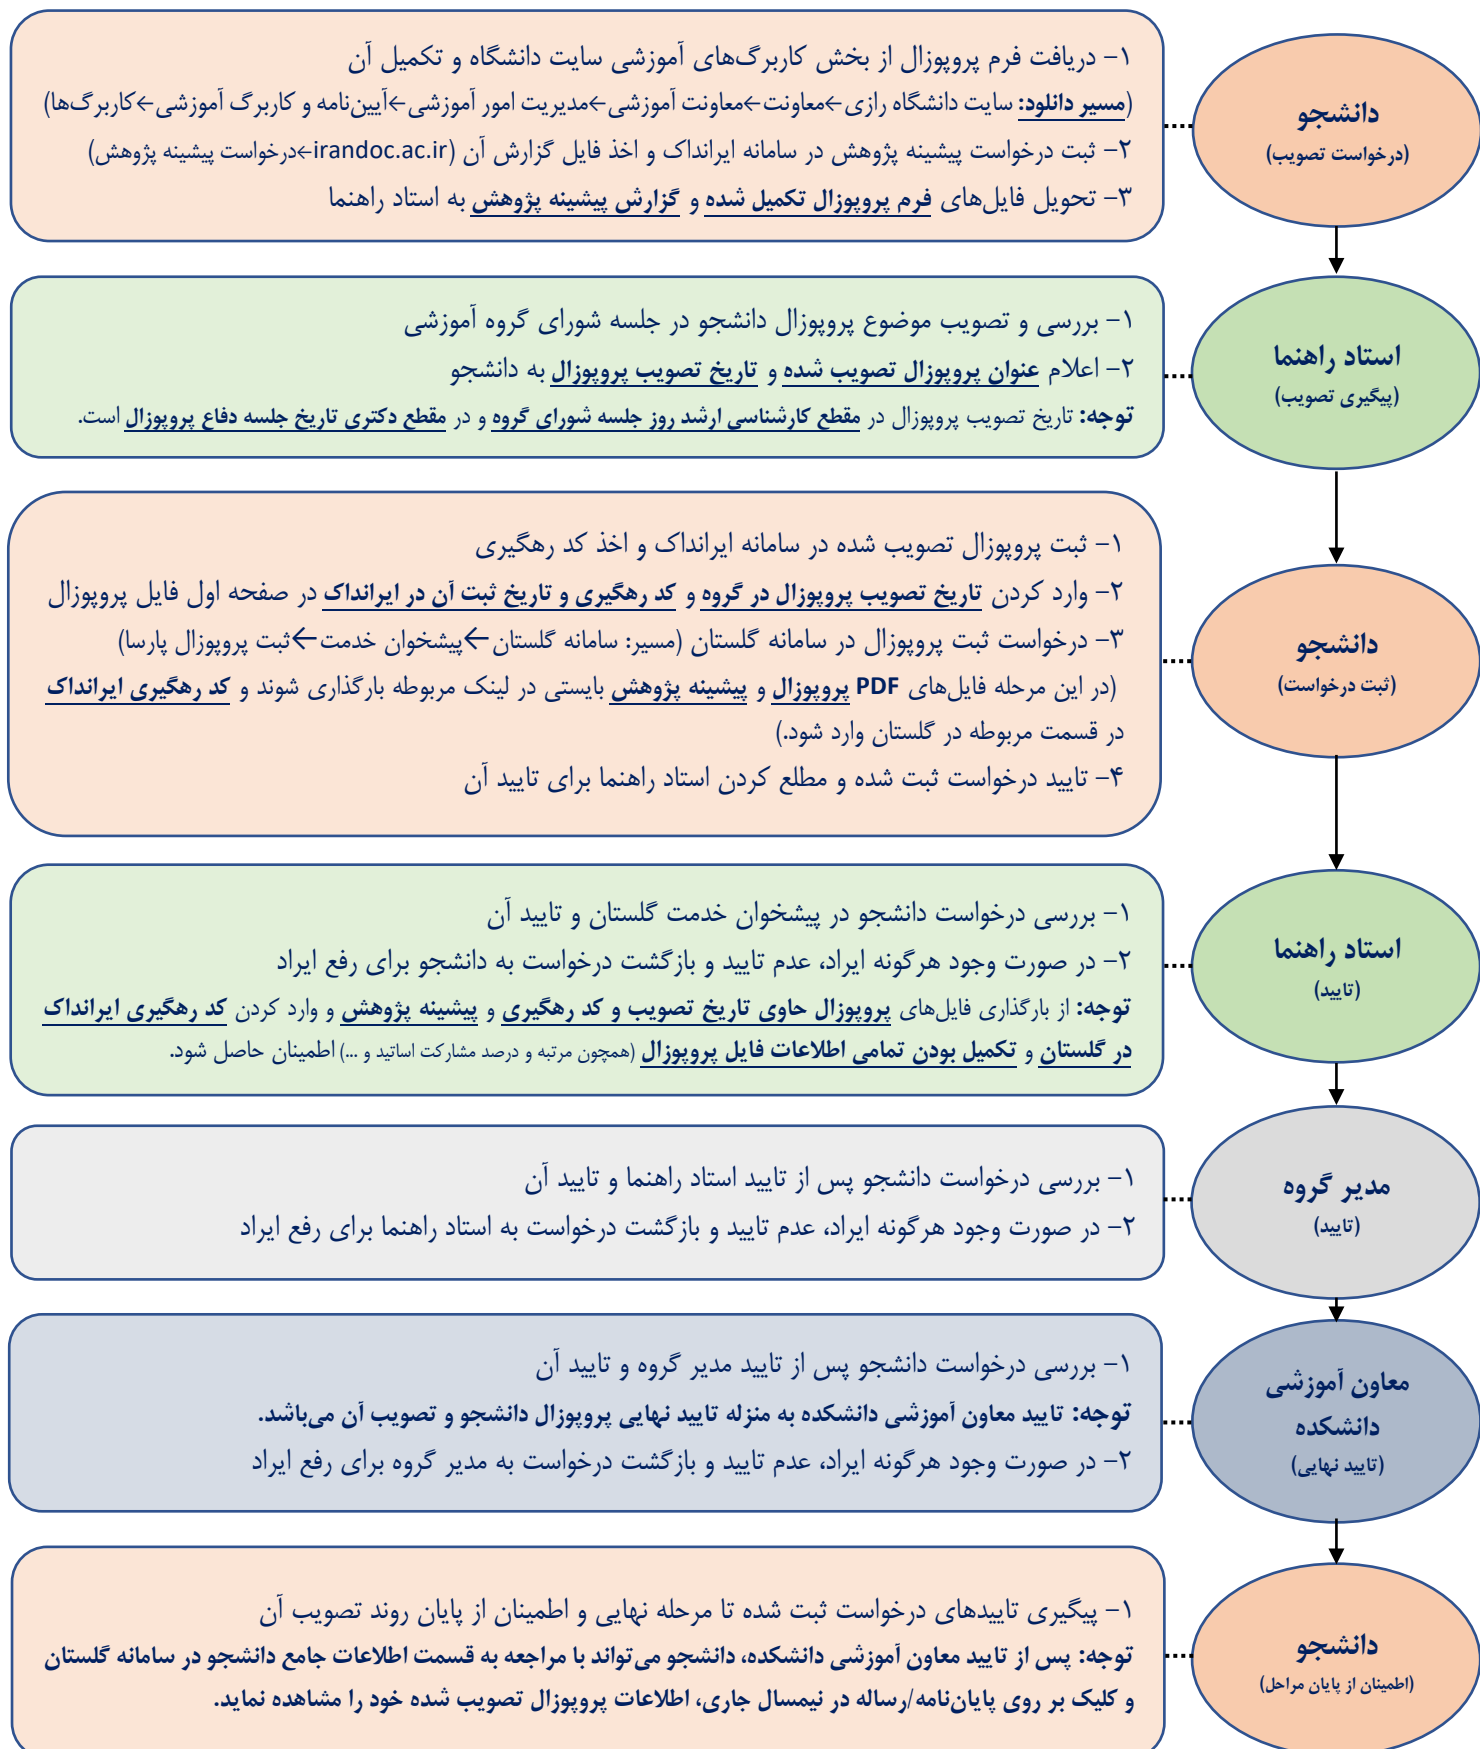 دانشجو
(درخواست تصویب)
۱- دریافت فرم پروپوزال از بخش کاربرگ‌های آموزشی سایت دانشگاه و تکمیل آن
(مسیر دانلود: سایت دانشگاه رازی←معاونت←معاونت آموزشی←مدیریت امور آموزشی←آیین‌نامه و کاربرگ آموزشی←کاربرگ‌ها)
۲- ثبت درخواست پیشینه پژوهش در سامانه ایرانداک و اخذ فایل گزارش آن (irandoc.ac.ir←درخواست پیشینه پژوهش)
۳- تحویل فایل‌های فرم پروپوزال تکمیل شده و گزارش پیشینه پژوهش به استاد راهنما
استاد راهنما
(پیگیری تصویب)
۱- بررسی و تصویب موضوع پروپوزال دانشجو در جلسه شورای گروه آموزشی
۲- اعلام عنوان پروپوزال تصویب شده و تاریخ تصویب پروپوزال به دانشجو
توجه: تاریخ تصویب پروپوزال در مقطع کارشناسی ارشد روز جلسه شورای گروه و در مقطع دکتری تاریخ جلسه دفاع پروپوزال است.
دانشجو
(ثبت درخواست)
۱- ثبت پروپوزال تصویب شده در سامانه ایرانداک و اخذ کد رهگیری
۲- وارد کردن تاریخ تصویب پروپوزال در گروه و کد رهگیری و تاریخ ثبت آن در ایرانداک در صفحه اول فایل پروپوزال
۳- درخواست ثبت پروپوزال در سامانه گلستان (مسیر: سامانه گلستان←پیشخوان خدمت←ثبت پروپوزال پارسا)
(در این مرحله فایل‌های PDF پروپوزال و پیشینه پژوهش بایستی در لینک مربوطه بارگذاری شوند و کد رهگیری ایرانداک
در قسمت مربوطه در گلستان وارد شود.)
۴- تایید درخواست ثبت شده و مطلع کردن استاد راهنما برای تایید آن
استاد راهنما
(تایید)
۱- بررسی درخواست دانشجو در پیشخوان خدمت گلستان و تایید آن
۲- در صورت وجود هرگونه ایراد، عدم تایید و بازگشت درخواست به دانشجو برای رفع ایراد
توجه: از بارگذاری فایل‌های پروپوزال حاوی تاریخ تصویب و کد رهگیری و پیشینه پژوهش و وارد کردن کد رهگیری ایرانداک
در گلستان و تکمیل بودن تمامی اطلاعات فایل پروپوزال (همچون مرتبه و درصد مشارکت اساتید و ...) اطمینان حاصل شود.
مدیر گروه
(تایید)
۱- بررسی درخواست دانشجو پس از تایید استاد راهنما و تایید آن
۲- در صورت وجود هرگونه ایراد، عدم تایید و بازگشت درخواست به استاد راهنما برای رفع ایراد
معاون آموزشی
دانشکده
(تایید نهایی)
۱- بررسی درخواست دانشجو پس از تایید مدیر گروه و تایید آن
توجه: تایید معاون آموزشی دانشکده به منزله تایید نهایی پروپوزال دانشجو و تصویب آن می‌باشد.
۲- در صورت وجود هرگونه ایراد، عدم تایید و بازگشت درخواست به مدیر گروه برای رفع ایراد
دانشجو
(اطمینان از پایان مراحل)
۱- پیگیری تاییدهای درخواست ثبت شده تا مرحله نهایی و اطمینان از پایان روند تصویب آن
توجه: پس از تایید معاون آموزشی دانشکده، دانشجو می‌تواند با مراجعه به قسمت اطلاعات جامع دانشجو در سامانه گلستان
و کلیک بر روی پایان‌نامه/رساله در نیمسال جاری، اطلاعات پروپوزال تصویب شده خود را مشاهده نماید.